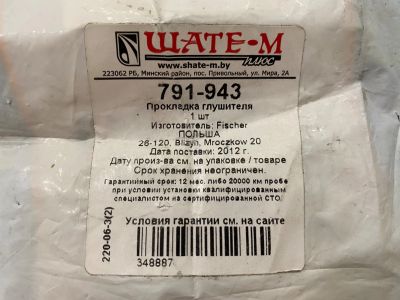 ШАТЕ-М
ПЛЮС
www.shate-m.by
223062 РБ, Минский район, пос. Привольный, ул. Мира, 2А
791-943
Прокладка глушителя
1 шт
Изготовитель: Fischer
ПОЛЬША
26-120, Bliżyn, Mroczkow 20
Дата поставки: 2012 г.
Дату произ-ва см. на упаковке / товаре
Срок хранения неограничен.
Гарантийный срок: 12 мес. либо 20000 км пробе
при условии установки квалифицированным
специалистом на сертифицированной СТО.
Условия гарантии см. на сайте
348887
220-06-3(2)